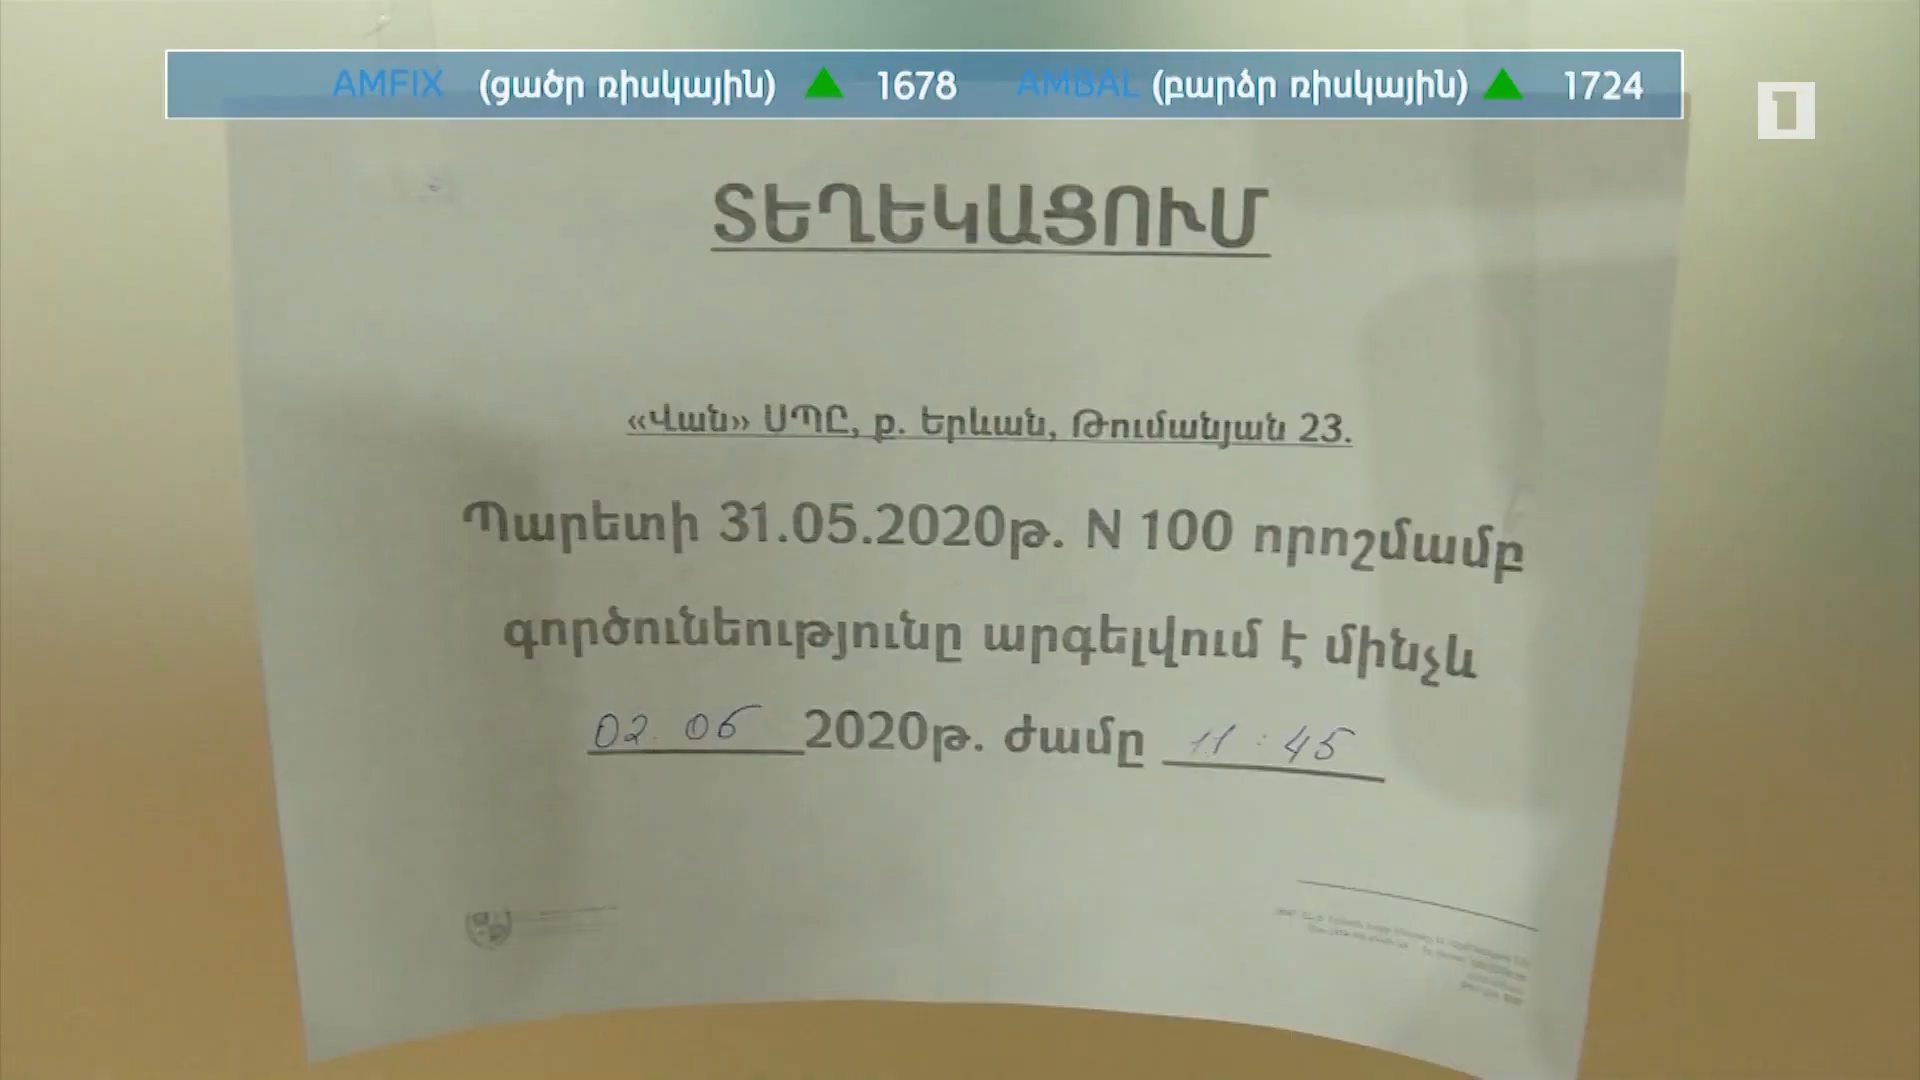 AMFIX (ցածր ռիսկային) ▲ 1678 AMBAL (բարձր ռիսկային) ▲ 1724
1
ՏԵՂԵԿԱՑՈՒՄ
«Վան» ՍՊԸ, ք. Երևան, Թումանյան 23.
Պարետի 31.05.2020թ. N 100 որոշմամբ
գործունեությունը արգելվում է մինչև
02. 06 2020թ. ժամը 11 : 45